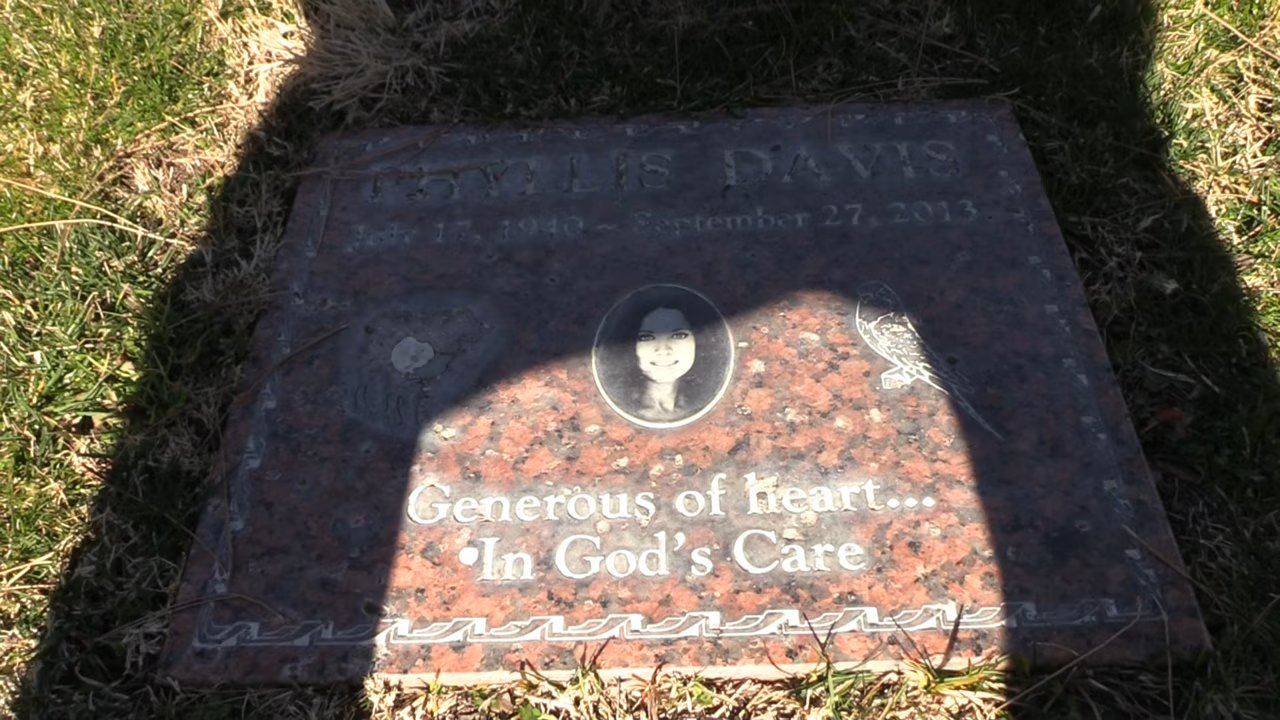 PHYLLIS DAVIS
July 17, 1940 ~ September 27, 2013
Generous of heart...
In God's Care